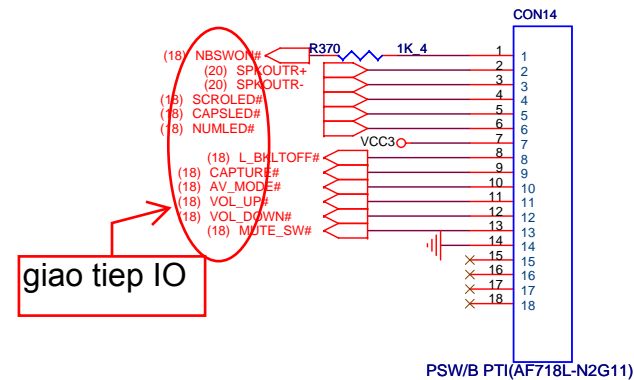 CON14
(18) NBSWON# R370 1K_4 1 1
(20) SPKOUTR+ 2 2
(20) SPKOUTR- 3 3
(18) SCROLED# 4 4
(18) CAPSLED# 5 5
(18) NUMLED# 6 6
VCC3 7 7
(18) L_BKLTOFF# 8 8
(18) CAPTURE# 9 9
(18) AV_MODE# 10 10
(18) VOL_UP# 11 11
(18) VOL_DOWN# 12 12
(18) MUTE_SW# 13 13
14 14
15 15
16 16
17 17
18 18
giao tiep IO
PSW/B PTI(AF718L-N2G11)